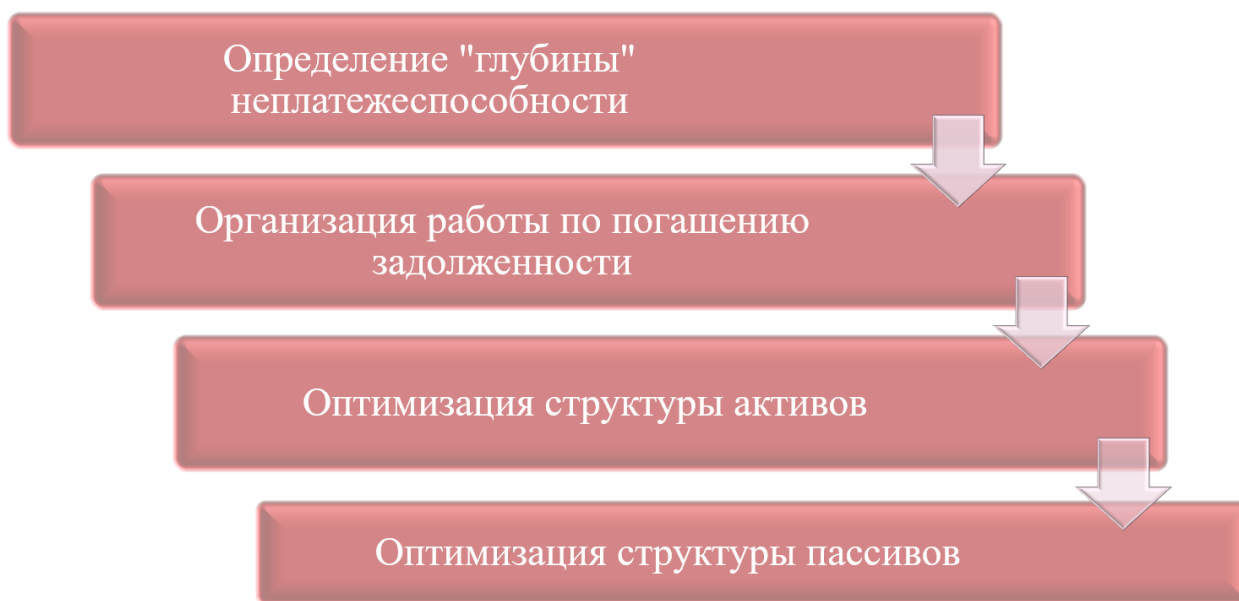 Определение "глубины"
неплатежеспособности
Организация работы по погашению
задолженности
Оптимизация структуры активов
Оптимизация структуры пассивов